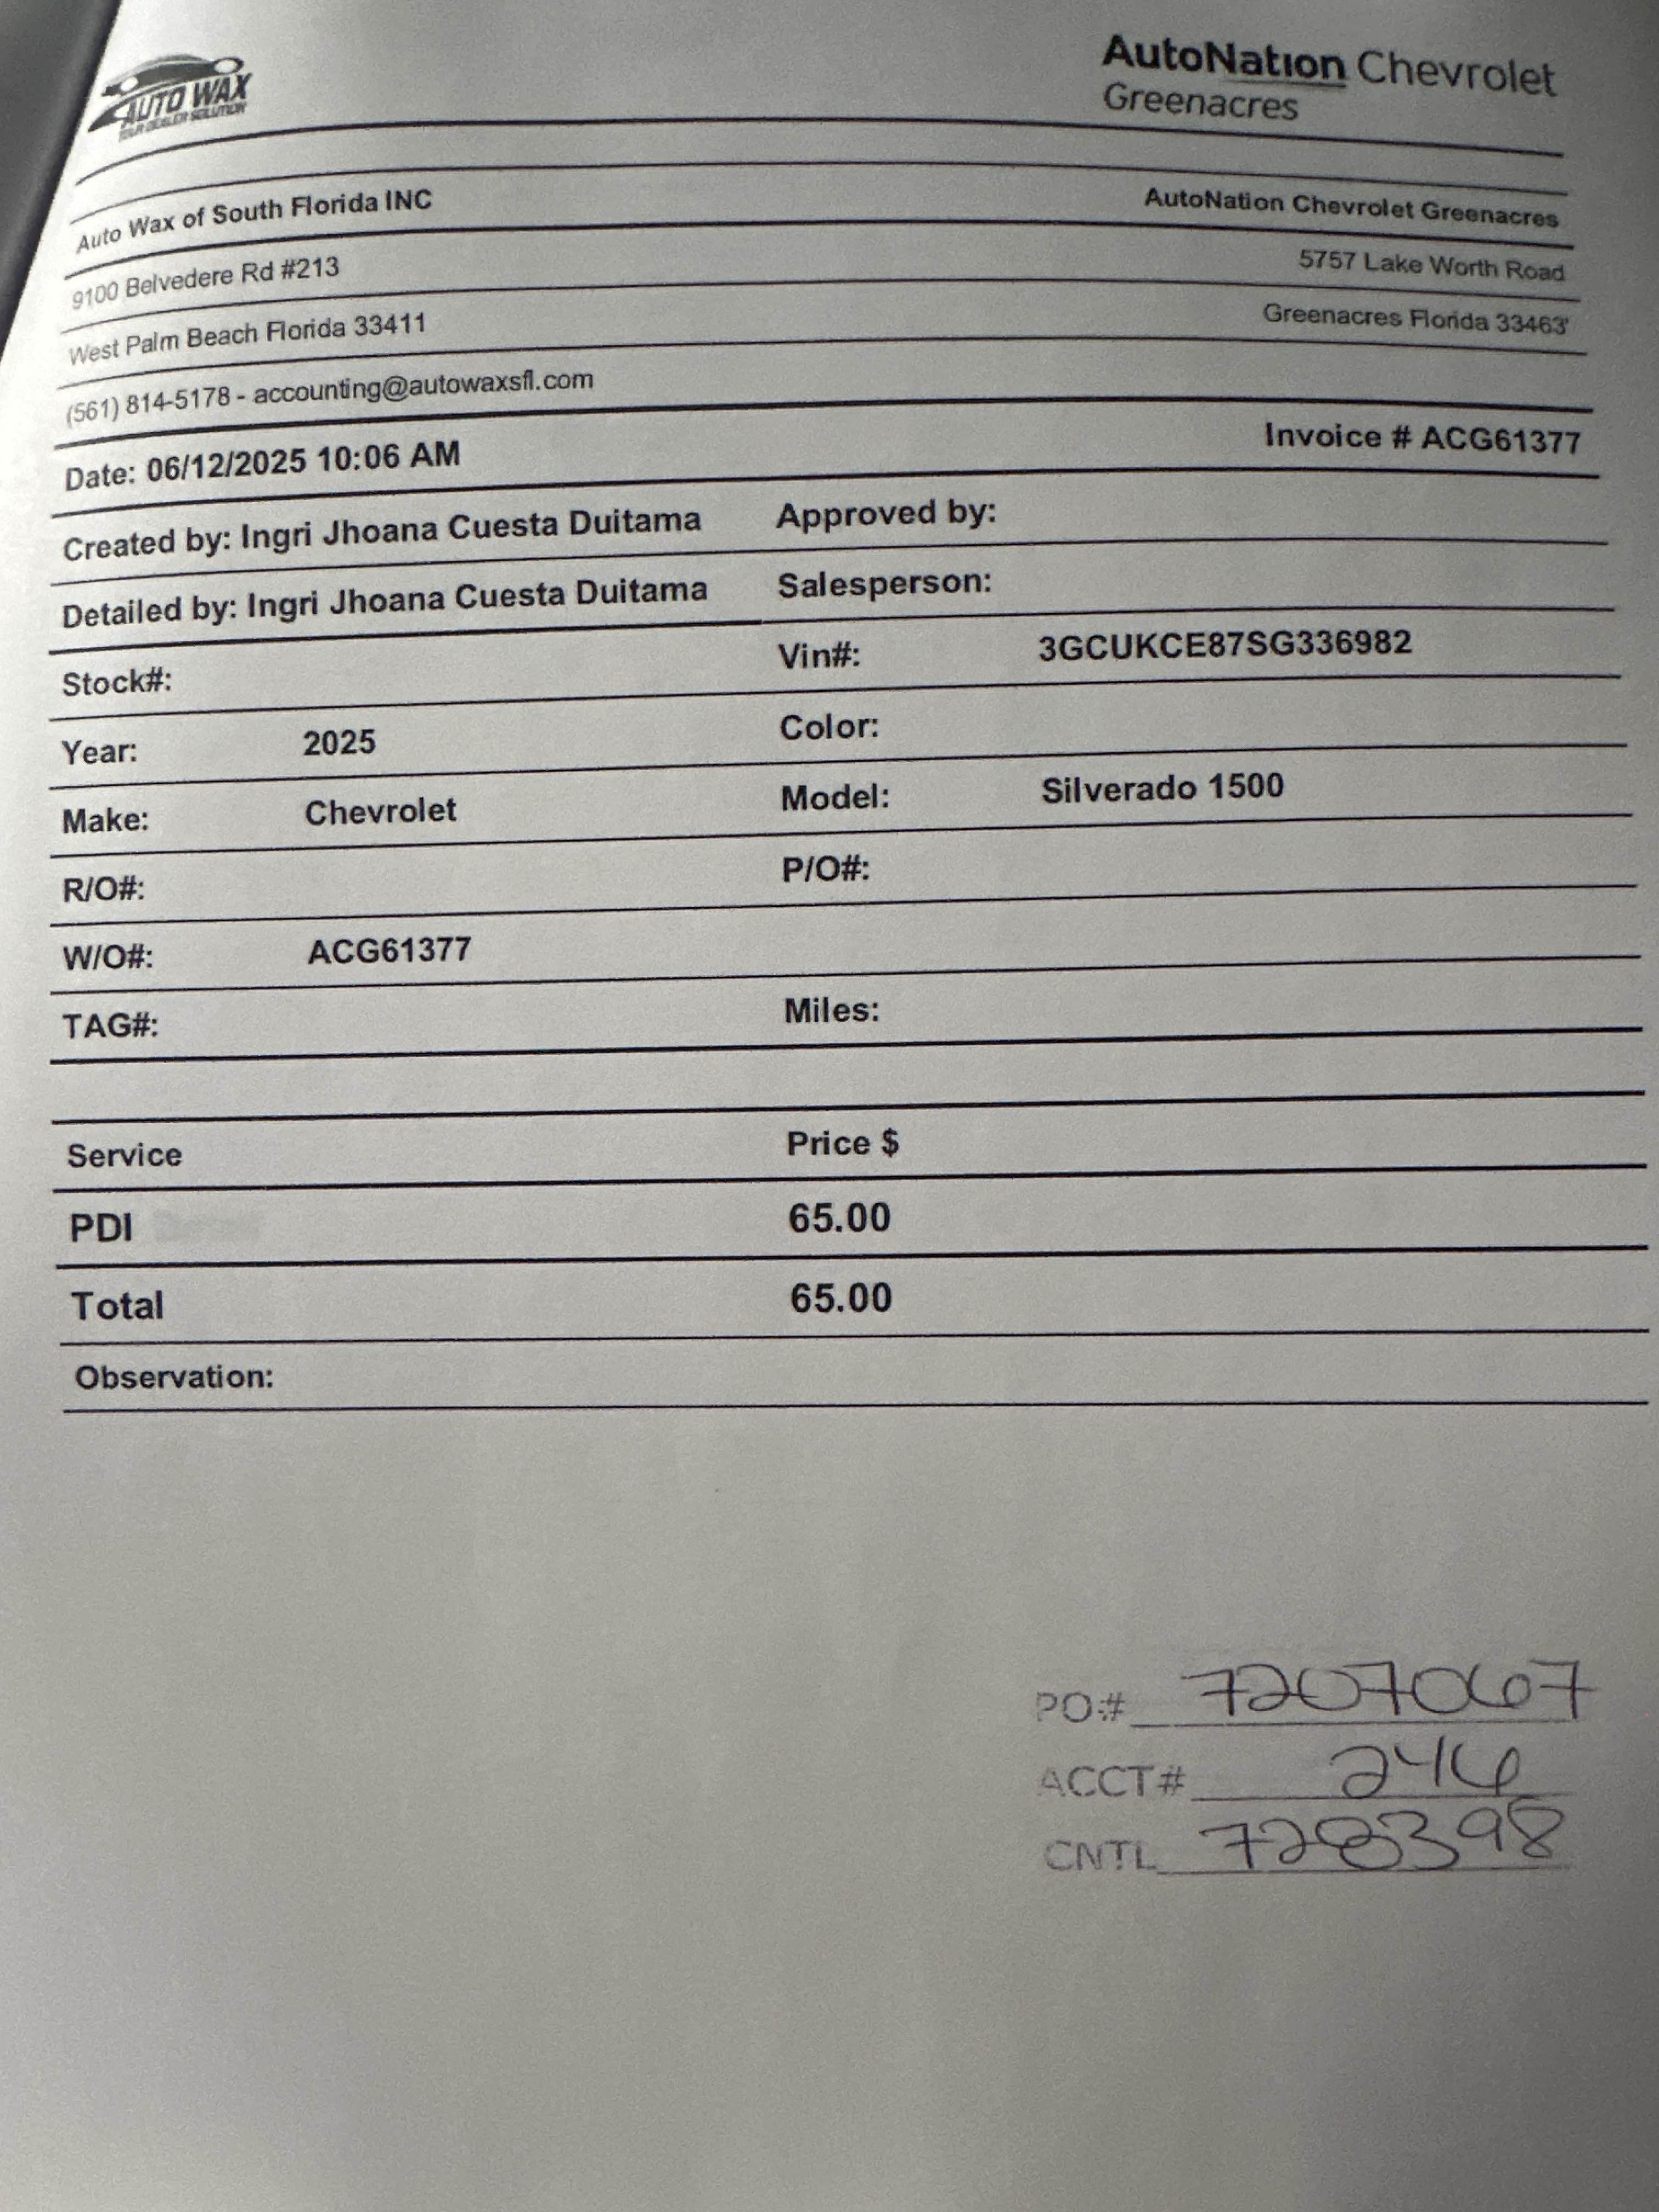 AUTO WAX
YOUR DEALER SOLUTION
AutoNation Chevrolet
Greenacres
Auto Wax of South Florida INC
AutoNation Chevrolet Greenacres
9100 Belvedere Rd #213
5757 Lake Worth Road
West Palm Beach Florida 33411
Greenacres Florida 33463
(561) 814-5178 - accounting@autowaxsfl.com
Date: 06/12/2025 10:06 AM
Invoice # ACG61377
Created by: Ingri Jhoana Cuesta Duitama Approved by:
Detailed by: Ingri Jhoana Cuesta Duitama Salesperson:
Stock#: Vin#: 3GCUKCE87SG336982
Year: 2025 Color:
Make: Chevrolet Model: Silverado 1500
R/O#: P/O#:
W/O#: ACG61377
TAG#: Miles:
Service Price $
PDI 65.00
Total 65.00
Observation:
PO# 7207067
ACCT# 246
CNTL 728398